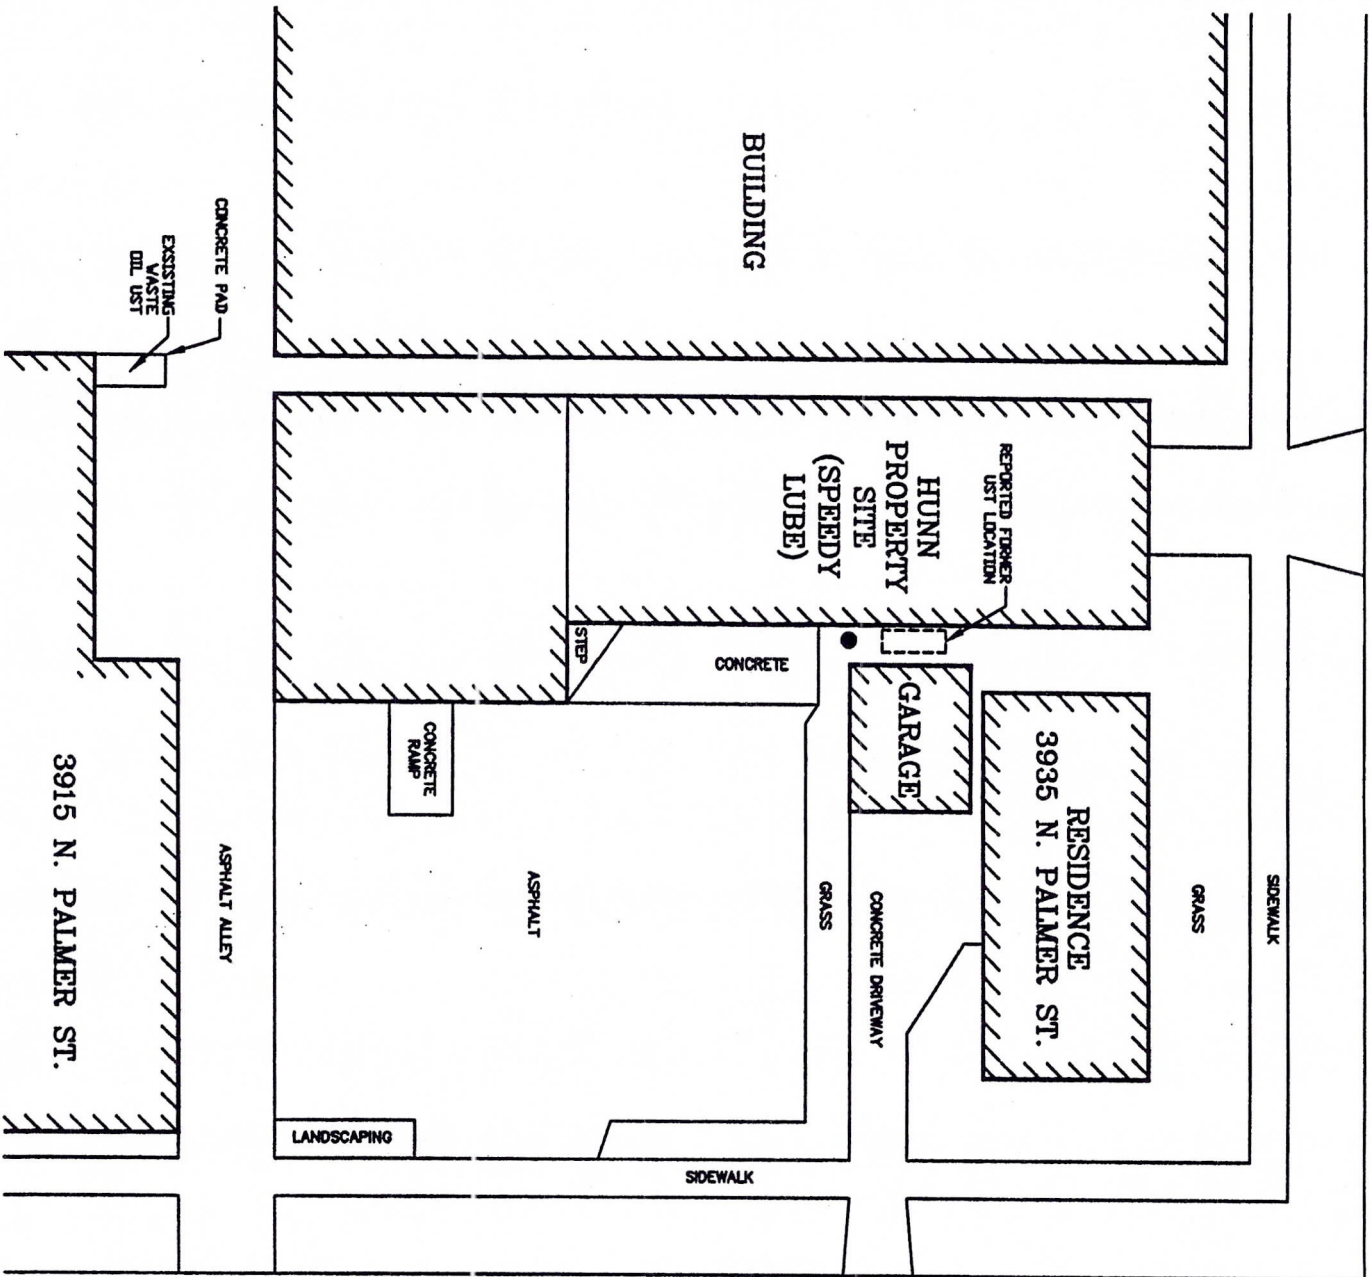 BUILDING
CONCRETE PAD
EXSISTING
WASTE
OIL UST
HUNN
PROPERTY
SITE
(SPEEDY
LUBE)
REPORTED FORMER
UST LOCATION
STEP
CONCRETE
GARAGE
RESIDENCE
3935 N. PALMER ST.
CONCRETE
RAMP
ASPHALT
GRASS
CONCRETE DRIVEWAY
GRASS
SIDEWALK
3915 N. PALMER ST.
ASPHALT ALLEY
LANDSCAPING
SIDEWALK